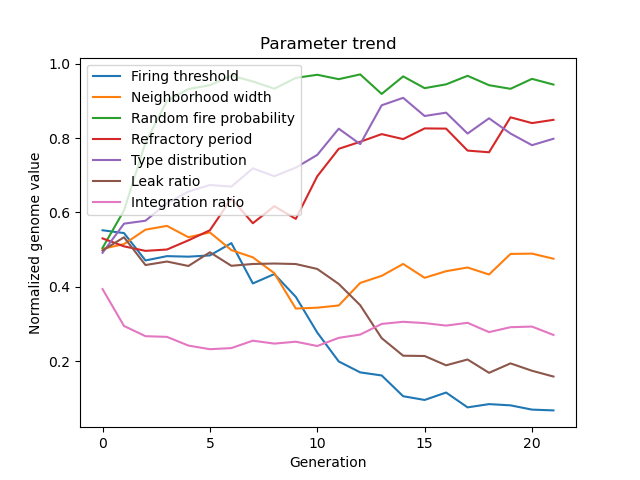 Parameter trend
Firing threshold
Neighborhood width
Random fire probability
Refractory period
Type distribution
Leak ratio
Integration ratio
Normalized genome value
1.0
0.8
0.6
0.4
0.2
0 5 10 15 20
Generation